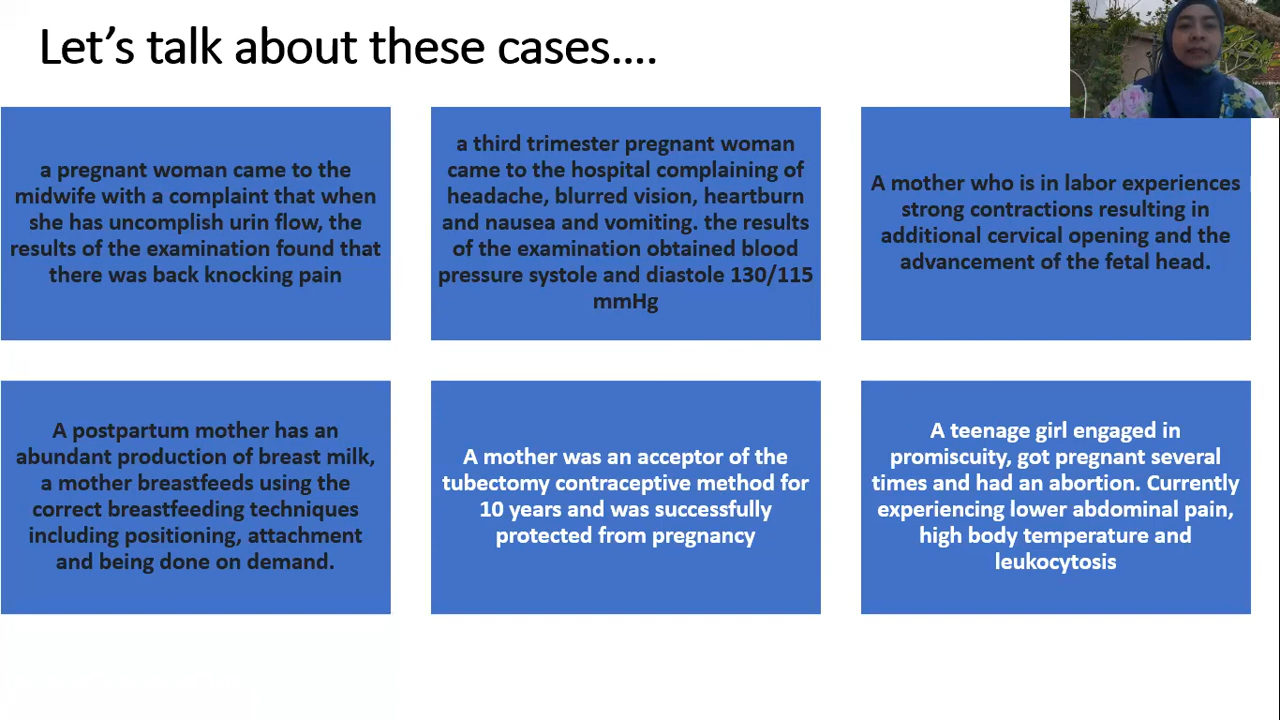 Let's talk about these cases....
a pregnant woman came to the
midwife with a complaint that when
she has uncomplish urin flow, the
results of the examination found that
there was back knocking pain
a third trimester pregnant woman
came to the hospital complaining of
headache, blurred vision, heartburn
and nausea and vomiting. the results
of the examination obtained blood
pressure systole and diastole 130/115
mmHg
A mother who is in labor experiences
strong contractions resulting in
additional cervical opening and the
advancement of the fetal head.
A postpartum mother has an
abundant production of breast milk,
a mother breastfeeds using the
correct breastfeeding techniques
including positioning, attachment
and being done on demand.
A mother was an acceptor of the
tubectomy contraceptive method for
10 years and was successfully
protected from pregnancy
A teenage girl engaged in
promiscuity, got pregnant several
times and had an abortion. Currently
experiencing lower abdominal pain,
high body temperature and
leukocytosis